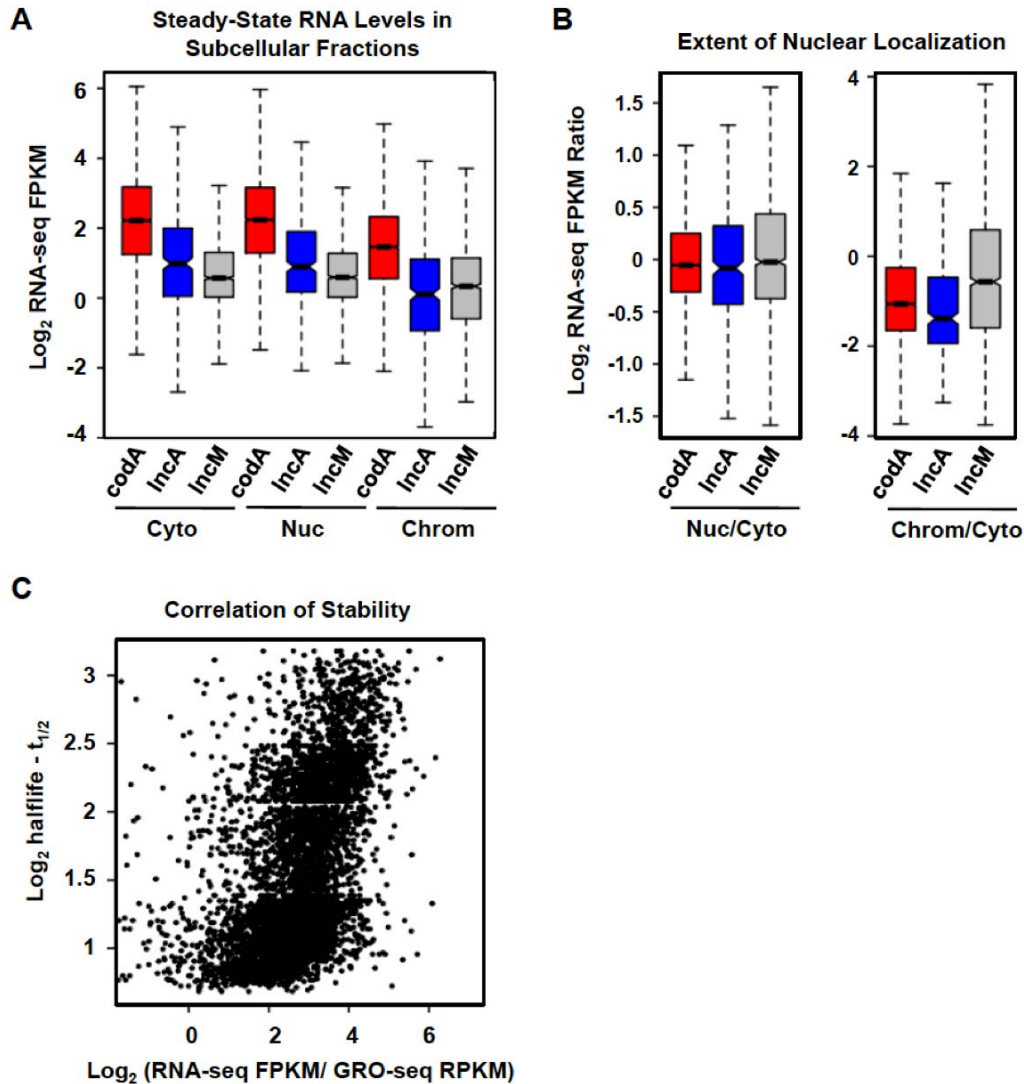 A
Steady-State RNA Levels in
Subcellular Fractions
Log2 RNA-seq FPKM
6
4
2
0
-2
-4
codA
lncA
lncM
codA
lncA
lncM
codA
lncA
lncM
Cyto
Nuc
Chrom
B
Extent of Nuclear Localization
Log2 RNA-seq FPKM Ratio
1.5
1.0
0.5
0
-0.5
-1.0
-1.5
codA
lncA
lncM
Nuc/Cyto
4
2
0
-2
-4
codA
lncA
lncM
Chrom/Cyto
C
Correlation of Stability
Log2 halflife - t1/2
3
2.5
2
1.5
1
0
2
4
6
Log2 (RNA-seq FPKM/ GRO-seq RPKM)